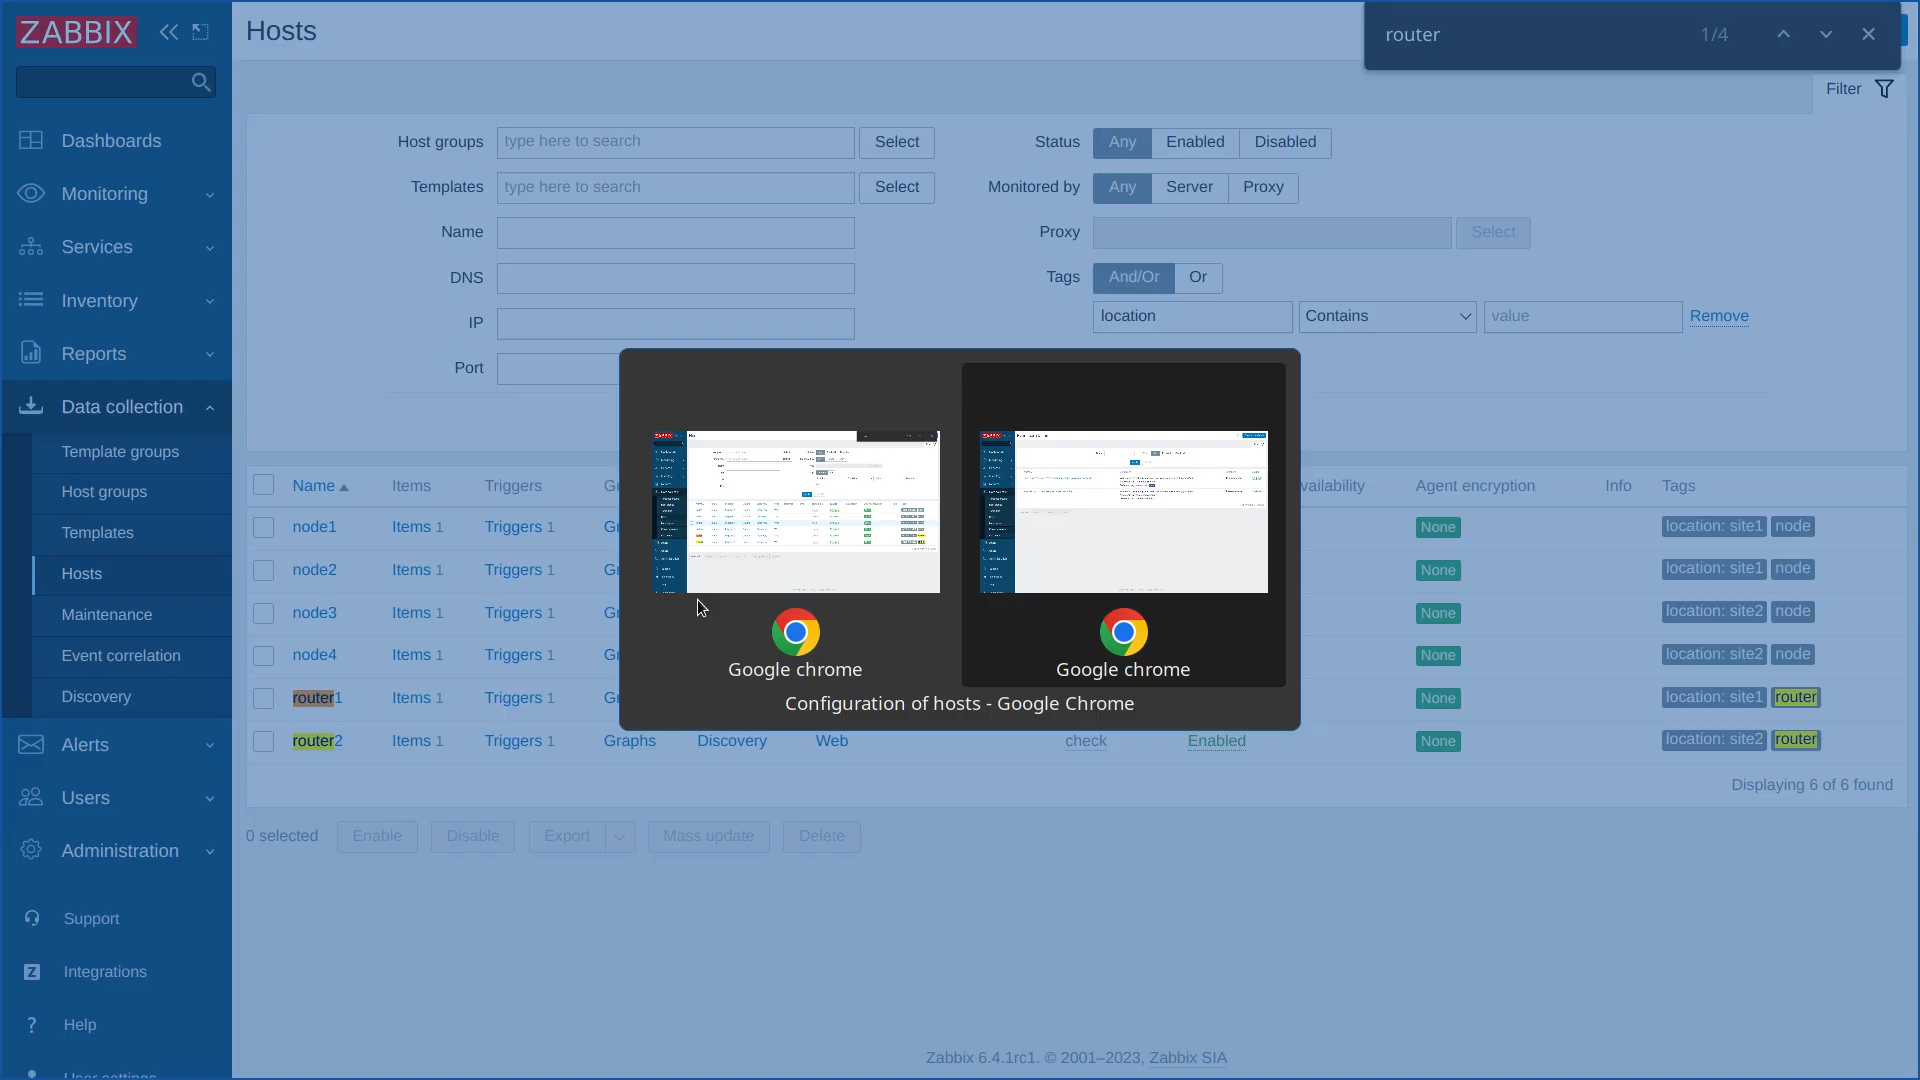 ZABBIX
Dashboards
Monitoring
Services
Inventory
Reports
Data collection
Template groups
Host groups
Templates
Hosts
Maintenance
Event correlation
Discovery
Alerts
Users
Administration
Support
Integrations
Help
User settings
Hosts
router 1/4
Filter
Host groups type here to search Select
Templates type here to search Select
Name
DNS
IP
Port
Status Any Enabled Disabled
Monitored by Any Server Proxy
Proxy Select
Tags And/Or Or
location Contains value Remove
Name Items Triggers Agent encryption Info Tags
node1 Items 1 Triggers 1 None location: site1 node
node2 Items 1 Triggers 1 None location: site1 node
node3 Items 1 Triggers 1 None location: site2 node
node4 Items 1 Triggers 1 None location: site2 node
router1 Items 1 Triggers 1 None location: site1 router
router2 Items 1 Triggers 1 Graphs Discovery Web check Enabled None location: site2 router
Displaying 6 of 6 found
Google chrome Google chrome
Configuration of hosts - Google Chrome
0 selected Enable Disable Export Mass update Delete
Zabbix 6.4.1rc1. © 2001–2023, Zabbix SIA